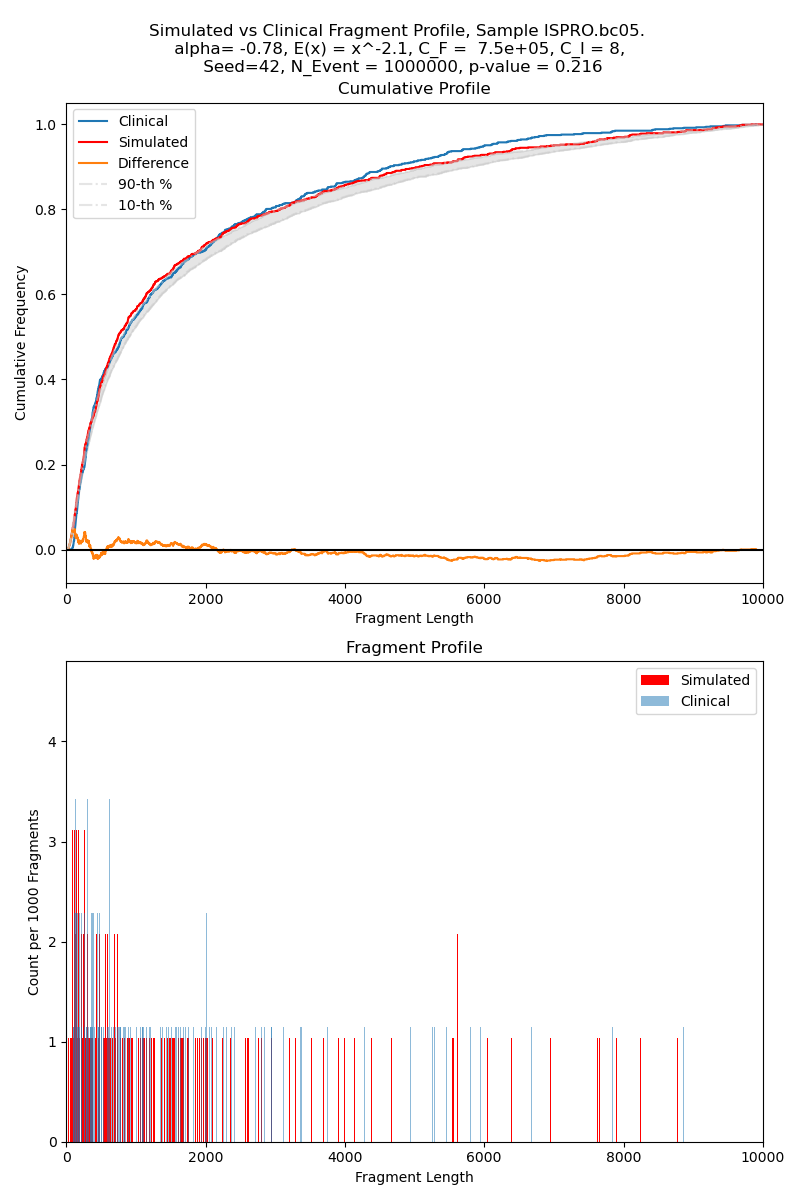 Simulated vs Clinical Fragment Profile, Sample ISPRO.bc05.
alpha= -0.78, E(x) = x^-2.1, C_F =  7.5e+05, C_I = 8,
Seed=42, N_Event = 1000000, p-value = 0.216
Cumulative Profile
Clinical
Simulated
Difference
90-th %
10-th %
Cumulative Frequency
1.0
0.8
0.6
0.4
0.2
0.0
0 2000 4000 6000 8000 10000
Fragment Length
Fragment Profile
Simulated
Clinical
Count per 1000 Fragments
4
3
2
1
0
0 2000 4000 6000 8000 10000
Fragment Length